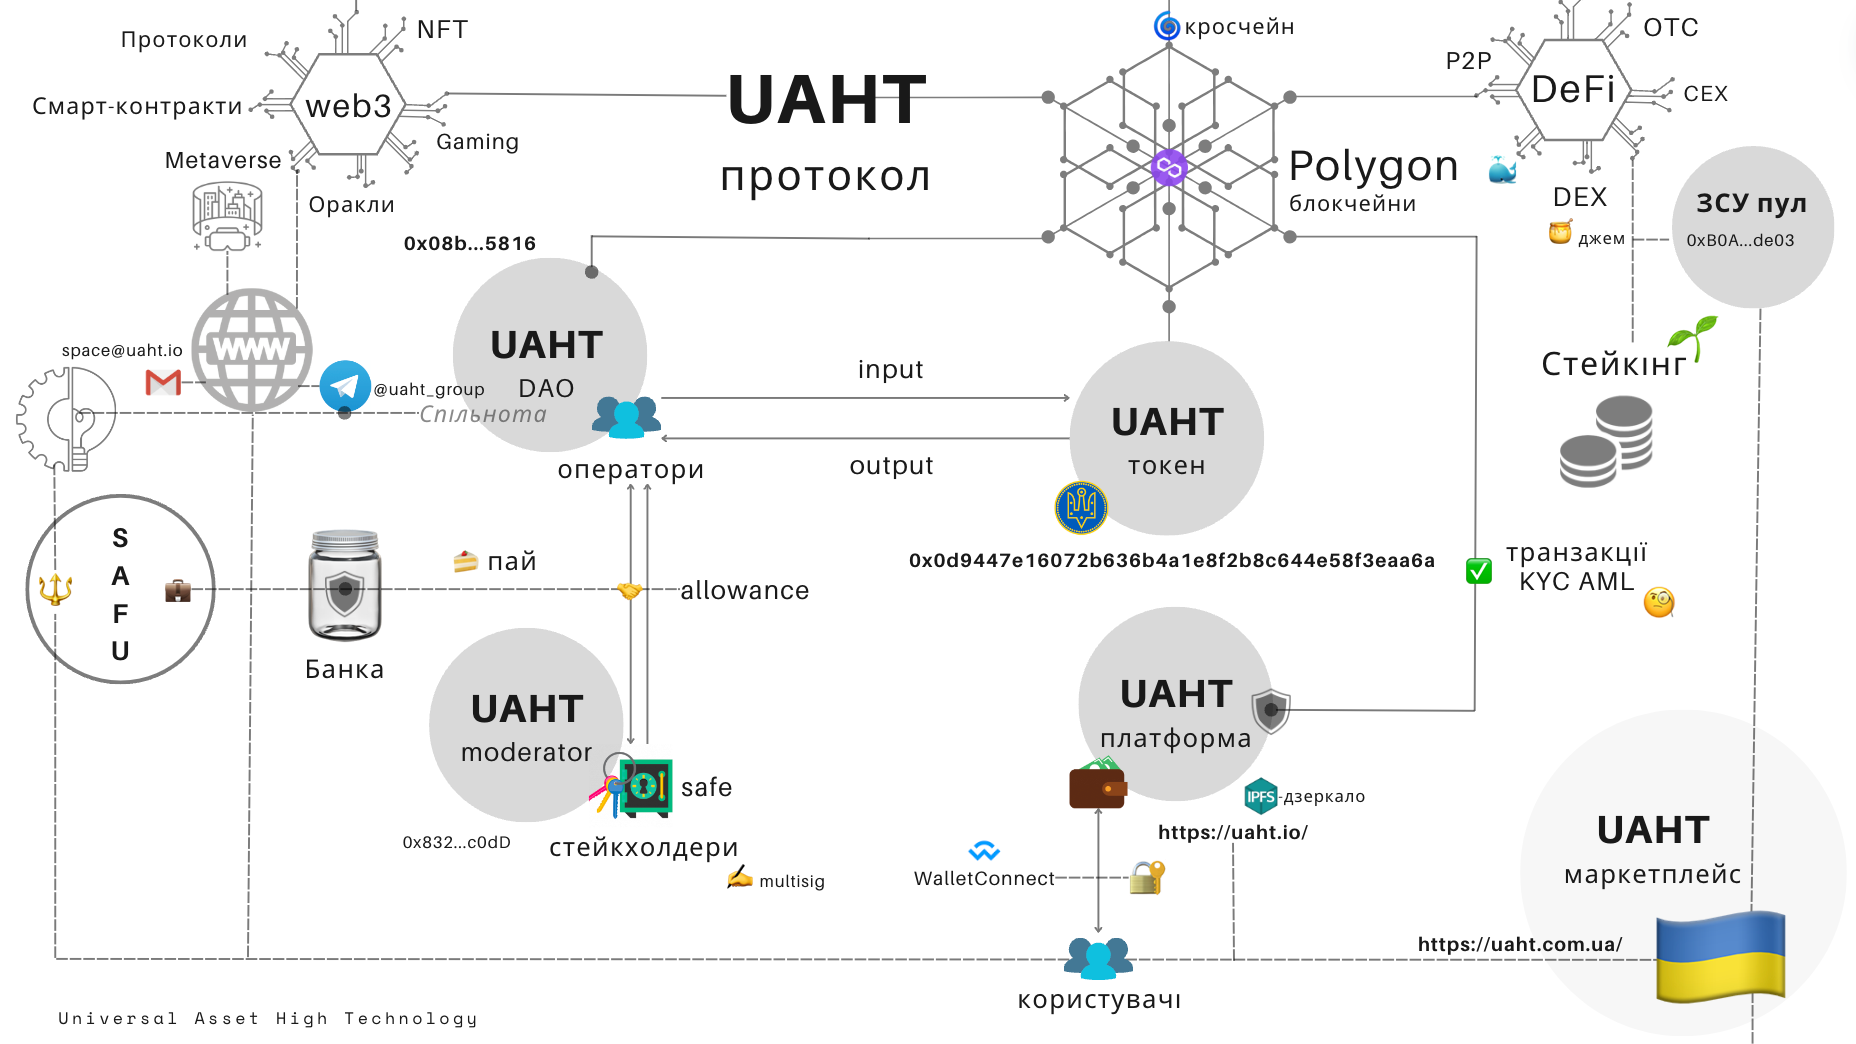 Протоколи
NFT
Смарт-контракти
web3
Metaverse
Gaming
Оракли
UAHT
протокол
кросчейн
Polygon
блокчейни
P2P
OTC
DeFi
CEX
DEX
джем
ЗСУ пул
0xB0A...de03
0x08b...5816
UAHT
DAO
WWW
space@uaht.io
@uaht_group
Спільнота
оператори
input
output
UAHT
токен
0x0d9447e16072b636b4a1e8f2b8c644e58f3eaa6a
Стейкінг
транзакції
KYC AML
S
A
F
U
Банка
пай
allowance
UAHT
moderator
0x832...c0dD
safe
стейкхолдери
multisig
UAHT
платформа
IPFS-дзеркало
https://uaht.io/
WalletConnect
користувачі
UAHT
маркетплейс
https://uaht.com.ua/
Universal Asset High Technology